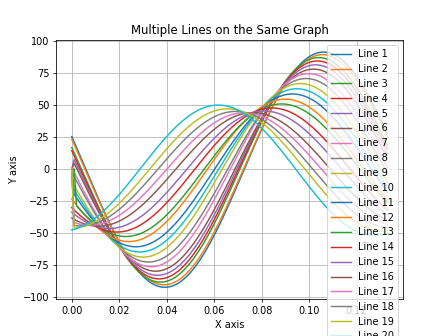 Multiple Lines on the Same Graph
Y axis
100
75
50
25
0
−25
−50
−75
−100
0.00
0.02
0.04
0.06
0.08
0.10
X axis
Line 1
Line 2
Line 3
Line 4
Line 5
Line 6
Line 7
Line 8
Line 9
Line 10
Line 11
Line 12
Line 13
Line 14
Line 15
Line 16
Line 17
Line 18
Line 19
Line 20